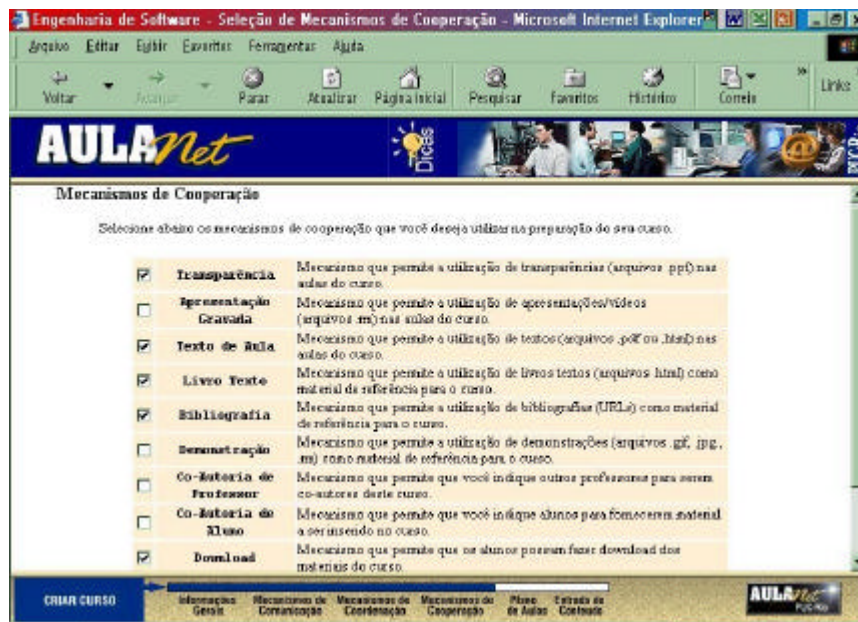 Engenharia de Software - Seleção de Mecanismos de Cooperação - Microsoft Internet Explorer
Arquivo Editar Exibir Favoritos Ferramentas Ajuda
Voltar Avançar Parar Atualizar Página inicial Pesquisar Favoritos Histórico Correio » Links
AULANet Dicas
Mecanismos de Cooperação
Selecione abaixo os mecanismos de cooperação que você deseja utilizar na preparação do seu curso.
Transparência Mecanismo que permite a utilização de transparências (arquivos .ppt) nas
aulas do curso.
Apresentação Gravada Mecanismo que permite a utilização de apresentações/vídeos
(arquivos .rm) nas aulas do curso.
Texto de Aula Mecanismo que permite a utilização de textos (arquivos .pdf ou .html) nas
aulas do curso.
Livro Texto Mecanismo que permite a utilização de livros textos (arquivos .html) como
material de referência para o curso.
Bibliografia Mecanismo que permite a utilização de bibliografias (URLs) como material
de referência para o curso.
Demonstração Mecanismo que permite a utilização de demonstrações (arquivos .gif, .jpg,
.rm) como material de referência para o curso.
Co-Autoria de Professor Mecanismo que permite que você indique outros professores para serem
co-autores deste curso.
Co-Autoria de Aluno Mecanismo que permite que você indique alunos para fornecerem material
a ser inserido no curso.
Download Mecanismo que permite que os alunos possam fazer download dos
materiais do curso.
CRIAR CURSO Informações Gerais Mecanismos de Comunicação Mecanismos de Coordenação Mecanismos de Cooperação Plano de Aulas Entrada de Conteúdo AULANet